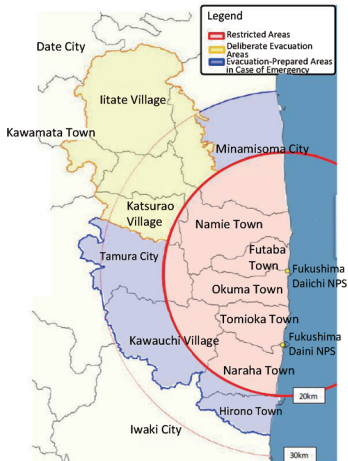 Legend
Restricted Areas
Deliberate Evacuation
Areas
Evacuation-Prepared Areas
in Case of Emergency
Date City
Iitate Village
Kawamata Town
Minamisoma City
Katsurao
Village
Namie Town
Tamura City
Futaba
Town
Fukushima
Daiichi NPS
Okuma Town
Tomioka Town
Kawauchi Village
Fukushima
Daini NPS
Naraha Town
20km
Hirono Town
Iwaki City
30km